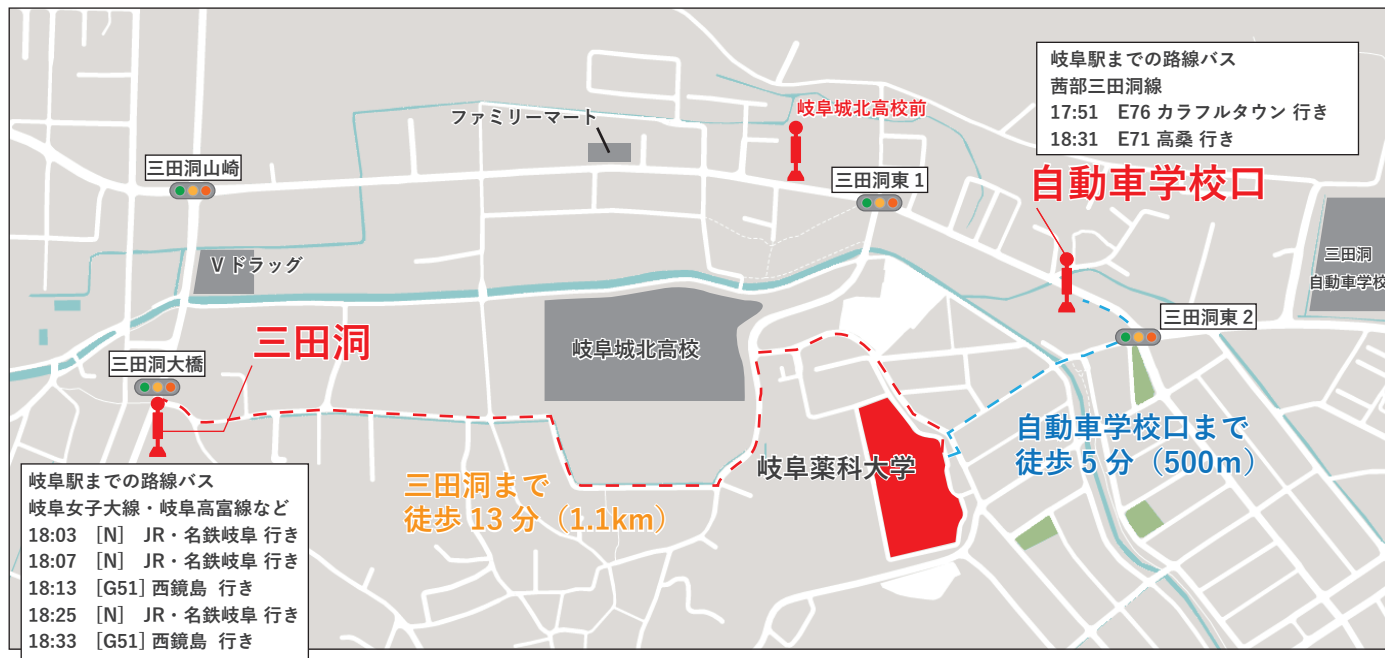 岐阜駅までの路線バス
茜部三田洞線
17:51 E76 カラフルタウン 行き
18:31 E71 高桑 行き
自動車学校口
岐阜城北高校前
ファミリーマート
三田洞山崎
三田洞東 1
三田洞
自動車学校
V ドラッグ
三田洞東 2
三田洞
岐阜城北高校
三田洞大橋
自動車学校口まで
徒歩 5 分（500m）
岐阜薬科大学
三田洞まで
徒歩 13 分（1.1km）
岐阜駅までの路線バス
岐阜女子大線・岐阜高富線など
18:03 [N] JR・名鉄岐阜 行き
18:07 [N] JR・名鉄岐阜 行き
18:13 [G51] 西鏡島 行き
18:25 [N] JR・名鉄岐阜 行き
18:33 [G51] 西鏡島 行き